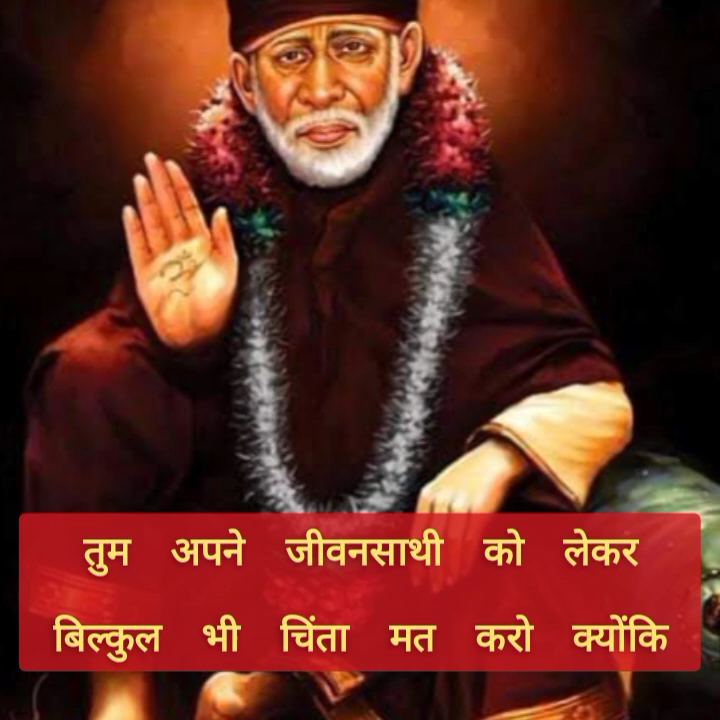 तुम अपने जीवनसाथी को लेकर
बिल्कुल भी चिंता मत करो क्योंकि